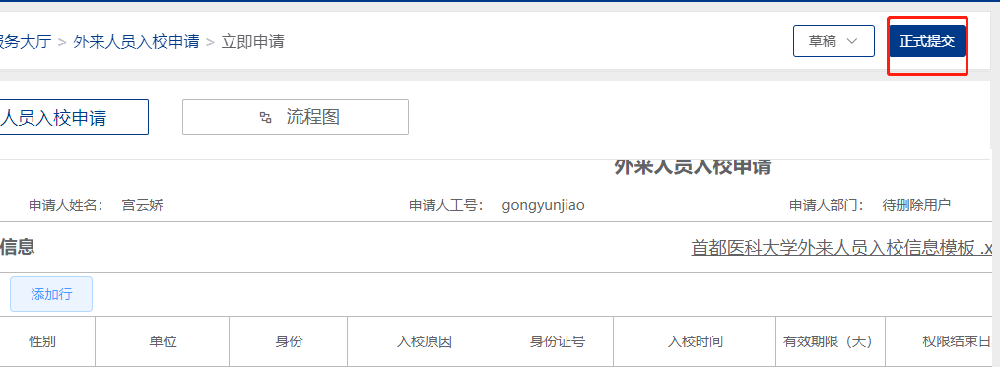 服务大厅 > 外来人员入校申请 > 立即申请
草稿
正式提交
人员入校申请
流程图
外来人员入校申请
申请人姓名： 宫云娇
申请人工号： gongyunjiao
申请人部门： 待删除用户
信息
首都医科大学外来人员入校信息模板 .x
添加行
性别 单位 身份 入校原因 身份证号 入校时间 有效期限（天） 权限结束日